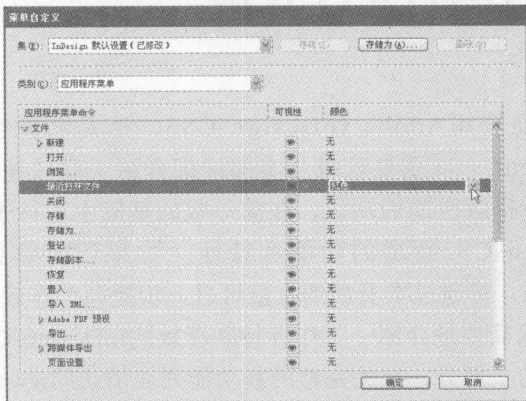 菜单自定义
集(E): InDesign 默认设置(已修改) 存储(S) 存储为(A)... 删除(D)
类别(C): 应用程序菜单
应用程序菜单命令 可视性 颜色
文件
新建 无
打开... 无
浏览... 无
最近打开文件 红色
关闭 无
存储 无
存储为... 无
登记... 无
存储副本... 无
恢复 无
置入... 无
导入 XML... 无
Adobe PDF 预设 无
导出... 无
跨媒体导出 无
页面设置... 无
确定 取消